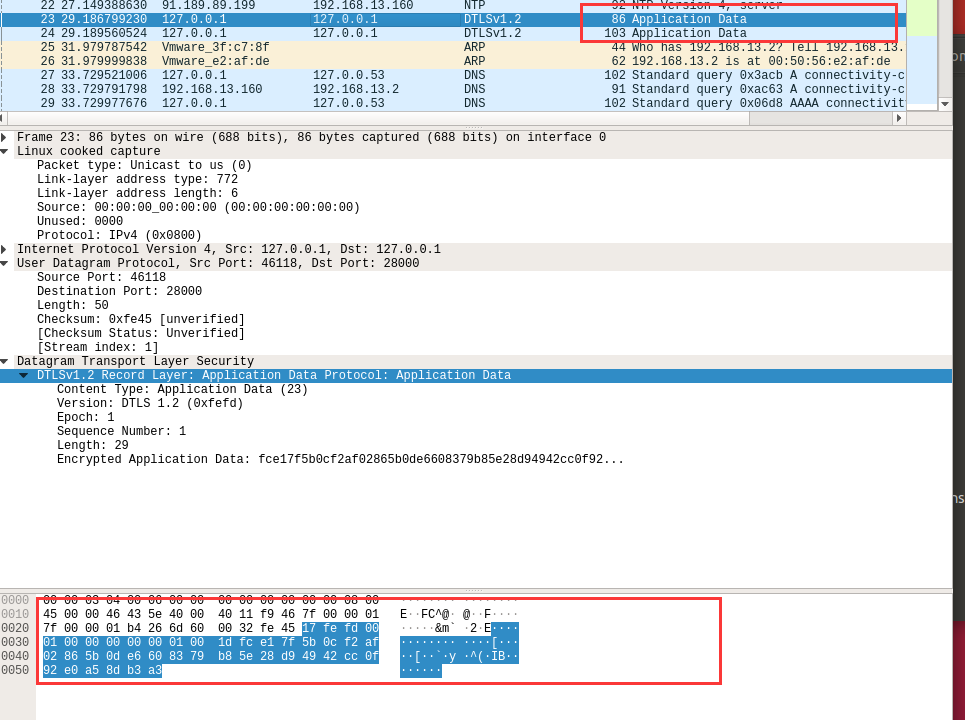 22 27.149388630 91.189.89.199 192.168.13.160 NTP 92 NTP Version 4, server
23 29.186799230 127.0.0.1 127.0.0.1 DTLSv1.2 86 Application Data
24 29.189560524 127.0.0.1 127.0.0.1 DTLSv1.2 103 Application Data
25 31.979787542 Vmware_3f:c7:8f ARP 44 Who has 192.168.13.2? Tell 192.168.13.
26 31.979999838 Vmware_e2:af:de ARP 62 192.168.13.2 is at 00:50:56:e2:af:de
27 33.729521006 127.0.0.1 127.0.0.53 DNS 102 Standard query 0x3acb A connectivity-c
28 33.729791798 192.168.13.160 192.168.13.2 DNS 91 Standard query 0xac63 A connectivity-c
29 33.729977676 127.0.0.1 127.0.0.53 DNS 102 Standard query 0x06d8 AAAA connectivit
Frame 23: 86 bytes on wire (688 bits), 86 bytes captured (688 bits) on interface 0
Linux cooked capture
Packet type: Unicast to us (0)
Link-layer address type: 772
Link-layer address length: 6
Source: 00:00:00_00:00:00 (00:00:00:00:00:00)
Unused: 0000
Protocol: IPv4 (0x0800)
Internet Protocol Version 4, Src: 127.0.0.1, Dst: 127.0.0.1
User Datagram Protocol, Src Port: 46118, Dst Port: 28000
Source Port: 46118
Destination Port: 28000
Length: 50
Checksum: 0xfe45 [unverified]
[Checksum Status: Unverified]
[Stream index: 1]
Datagram Transport Layer Security
DTLSv1.2 Record Layer: Application Data Protocol: Application Data
Content Type: Application Data (23)
Version: DTLS 1.2 (0xfefd)
Epoch: 1
Sequence Number: 1
Length: 29
Encrypted Application Data: fce17f5b0cf2af02865b0de6608379b85e28d94942cc0f92...
0000 00 00 03 04 00 06 00 00 00 00 00 00 00 00 08 00 ········ ········
0010 45 00 00 46 43 5e 40 00 40 11 f9 46 7f 00 00 01 E··FC^@· @··F····
0020 7f 00 00 01 b4 26 6d 60 00 32 fe 45 17 fe fd 00 ·····&m` ·2·E····
0030 01 00 00 00 00 00 01 00 1d fc e1 7f 5b 0c f2 af ········ ····[···
0040 02 86 5b 0d e6 60 83 79 b8 5e 28 d9 49 42 cc 0f ··[··`·y ·^(·IB··
0050 92 e0 a5 8d b3 a3 ······